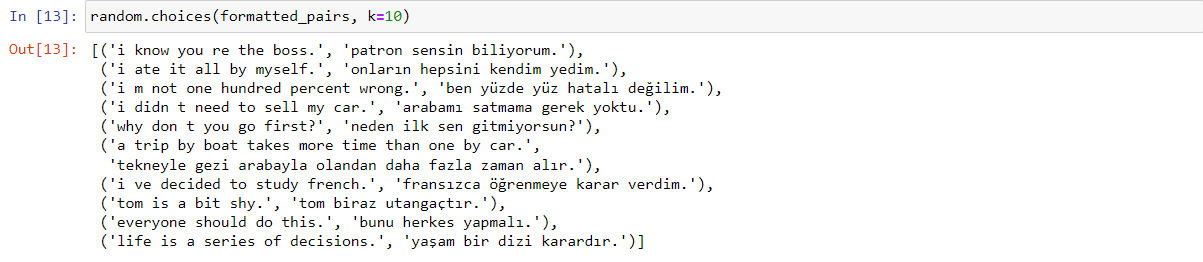 In [13]: random.choices(formatted_pairs, k=10)
Out[13]: [('i know you re the boss.', 'patron sensin biliyorum.'),
('i ate it all by myself.', 'onların hepsini kendim yedim.'),
('i m not one hundred percent wrong.', 'ben yüzde yüz hatalı değilim.'),
('i didn t need to sell my car.', 'arabamı satmama gerek yoktu.'),
('why don t you go first?', 'neden ilk sen gitmiyorsun?'),
('a trip by boat takes more time than one by car.',
'tekneyle gezi arabayla olandan daha fazla zaman alır.'),
('i ve decided to study french.', 'fransızca öğrenmeye karar verdim.'),
('tom is a bit shy.', 'tom biraz utangaçtır.'),
('everyone should do this.', 'bunu herkes yapmalı.'),
('life is a series of decisions.', 'yaşam bir dizi karardır.')]